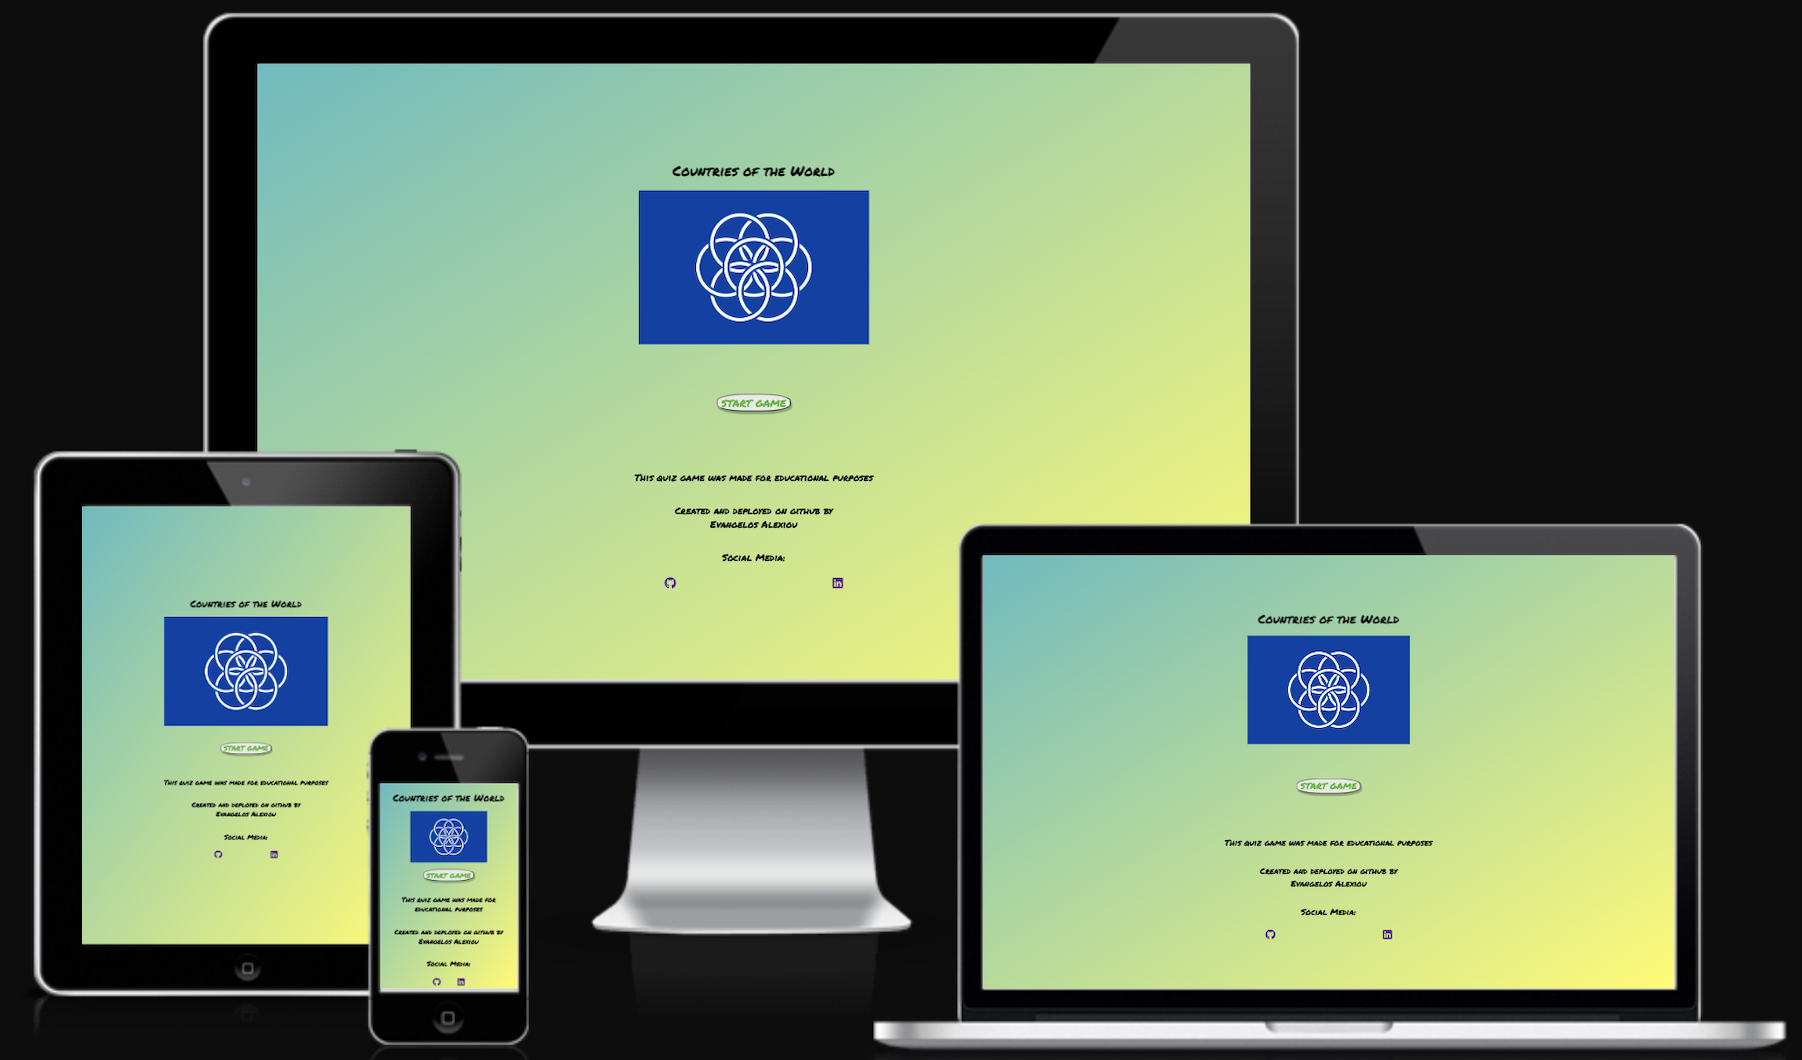 Countries of the World
START GAME
This quiz game was made for educational purposes
Created and deployed on github by
Evangelos Alexiou
Social Media:
Countries of the World
START GAME
This quiz game was made for educational purposes
Created and deployed on github by
Evangelos Alexiou
Social Media:
Countries of the World
START GAME
This quiz game was made for
educational purposes
Created and deployed on github by
Evangelos Alexiou
Social Media:
Countries of the World
START GAME
This quiz game was made for educational purposes
Created and deployed on github by
Evangelos Alexiou
Social Media: